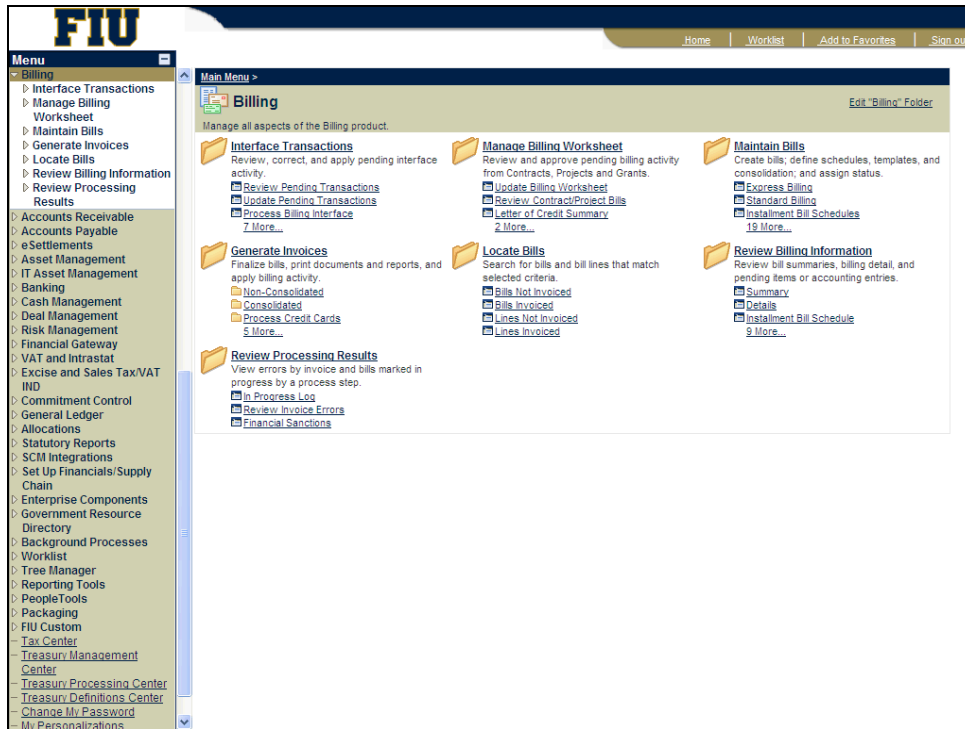 FIU
Home
Worklist
Add to Favorites
Sign ou
Menu
Billing
Interface Transactions
Manage Billing
Worksheet
Maintain Bills
Generate Invoices
Locate Bills
Review Billing Information
Review Processing
Results
Accounts Receivable
Accounts Payable
eSettlements
Asset Management
IT Asset Management
Banking
Cash Management
Deal Management
Risk Management
Financial Gateway
VAT and Intrastat
Excise and Sales Tax/VAT
IND
Commitment Control
General Ledger
Allocations
Statutory Reports
SCM Integrations
Set Up Financials/Supply
Chain
Enterprise Components
Government Resource
Directory
Background Processes
Worklist
Tree Manager
Reporting Tools
PeopleTools
Packaging
FIU Custom
Tax Center
Treasury Management
Center
Treasury Processing Center
Treasury Definitions Center
Change My Password
My Personalizations
Main Menu >
Billing
Edit "Billing" Folder
Manage all aspects of the Billing product.
Interface Transactions
Review, correct, and apply pending interface
activity.
Review Pending Transactions
Update Pending Transactions
Process Billing Interface
7 More...
Manage Billing Worksheet
Review and approve pending billing activity
from Contracts, Projects and Grants.
Update Billing Worksheet
Review Contract/Project Bills
Letter of Credit Summary
2 More...
Maintain Bills
Create bills; define schedules, templates, and
consolidation; and assign status.
Express Billing
Standard Billing
Installment Bill Schedules
19 More...
Generate Invoices
Finalize bills, print documents and reports, and
apply billing activity.
Non-Consolidated
Consolidated
Process Credit Cards
5 More...
Locate Bills
Search for bills and bill lines that match
selected criteria.
Bills Not Invoiced
Bills Invoiced
Lines Not Invoiced
Lines Invoiced
Review Billing Information
Review bill summaries, billing detail, and
pending items or accounting entries.
Summary
Details
Installment Bill Schedule
9 More...
Review Processing Results
View errors by invoice and bills marked in
progress by a process step.
In Progress Log
Review Invoice Errors
Financial Sanctions